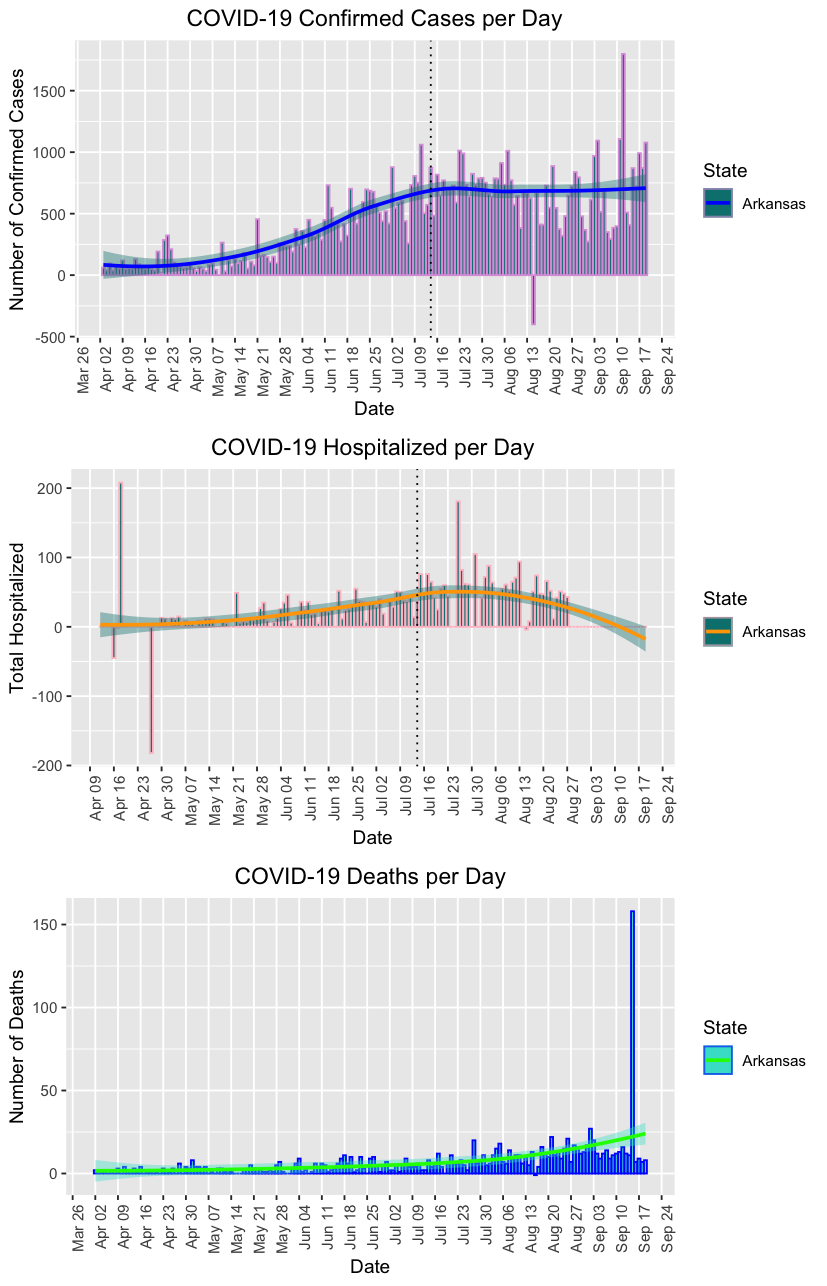 COVID-19 Confirmed Cases per Day
Number of Confirmed Cases
1500
1000
500
0
-500
Mar 26
Apr 02
Apr 09
Apr 16
Apr 23
Apr 30
May 07
May 14
May 21
May 28
Jun 04
Jun 11
Jun 18
Jun 25
Jul 02
Jul 09
Jul 16
Jul 23
Jul 30
Aug 06
Aug 13
Aug 20
Aug 27
Sep 03
Sep 10
Sep 17
Sep 24
Date
State
Arkansas
COVID-19 Hospitalized per Day
Total Hospitalized
200
100
0
-100
-200
Apr 09
Apr 16
Apr 23
Apr 30
May 07
May 14
May 21
May 28
Jun 04
Jun 11
Jun 18
Jun 25
Jul 02
Jul 09
Jul 16
Jul 23
Jul 30
Aug 06
Aug 13
Aug 20
Aug 27
Sep 03
Sep 10
Sep 17
Sep 24
Date
State
Arkansas
COVID-19 Deaths per Day
Number of Deaths
150
100
50
0
Mar 26
Apr 02
Apr 09
Apr 16
Apr 23
Apr 30
May 07
May 14
May 21
May 28
Jun 04
Jun 11
Jun 18
Jun 25
Jul 02
Jul 09
Jul 16
Jul 23
Jul 30
Aug 06
Aug 13
Aug 20
Aug 27
Sep 03
Sep 10
Sep 17
Sep 24
Date
State
Arkansas